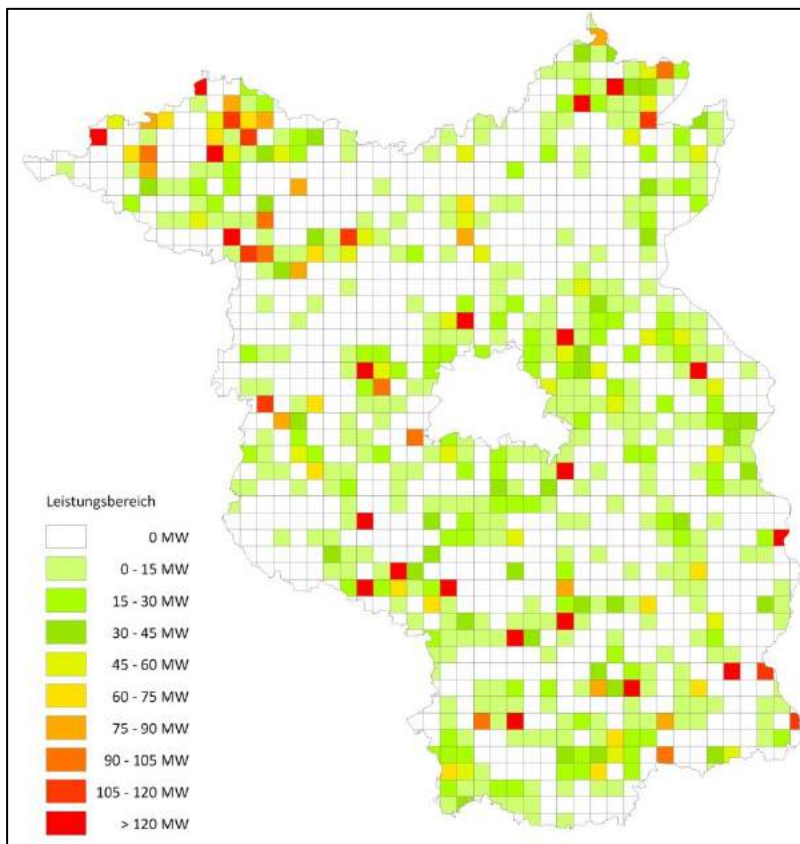 Leistungsbereich
0 MW
0 - 15 MW
15 - 30 MW
30 - 45 MW
45 - 60 MW
60 - 75 MW
75 - 90 MW
90 - 105 MW
105 - 120 MW
> 120 MW